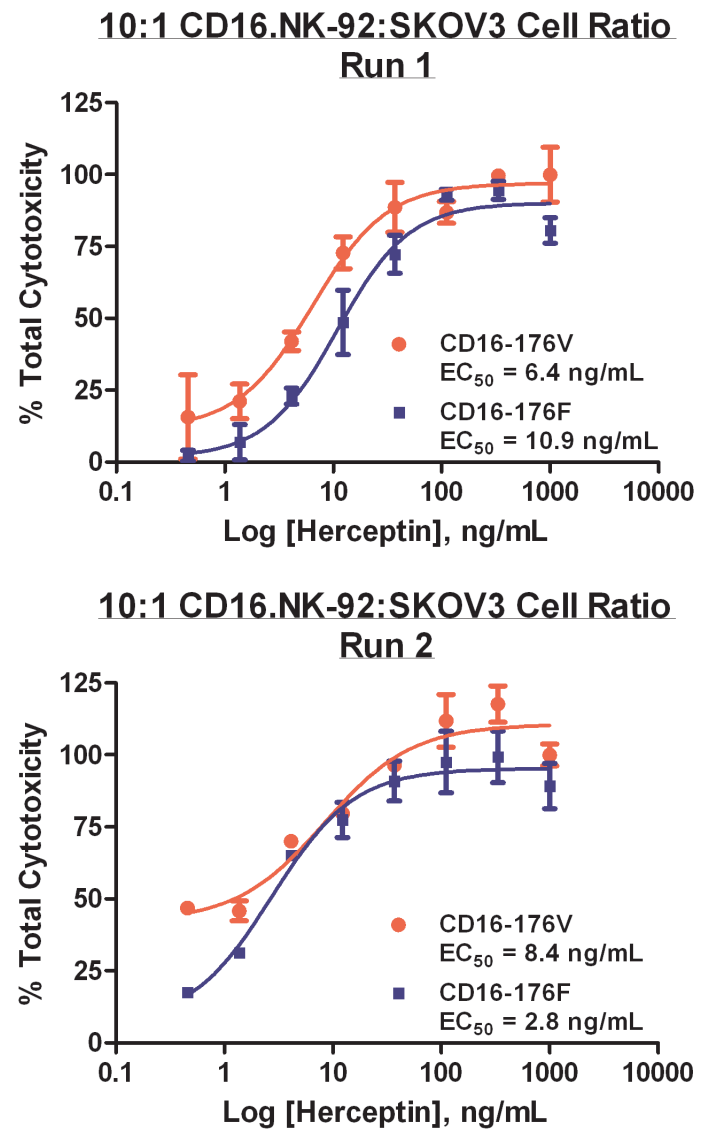 10:1 CD16.NK-92:SKOV3 Cell Ratio
Run 1
125
100
75
50
25
0
% Total Cytotoxicity
CD16-176V
EC50 = 6.4 ng/mL
CD16-176F
EC50 = 10.9 ng/mL
0.1 1 10 100 1000 10000
Log [Herceptin], ng/mL
10:1 CD16.NK-92:SKOV3 Cell Ratio
Run 2
125
100
75
50
25
0
% Total Cytotoxicity
CD16-176V
EC50 = 8.4 ng/mL
CD16-176F
EC50 = 2.8 ng/mL
0.1 1 10 100 1000 10000
Log [Herceptin], ng/mL